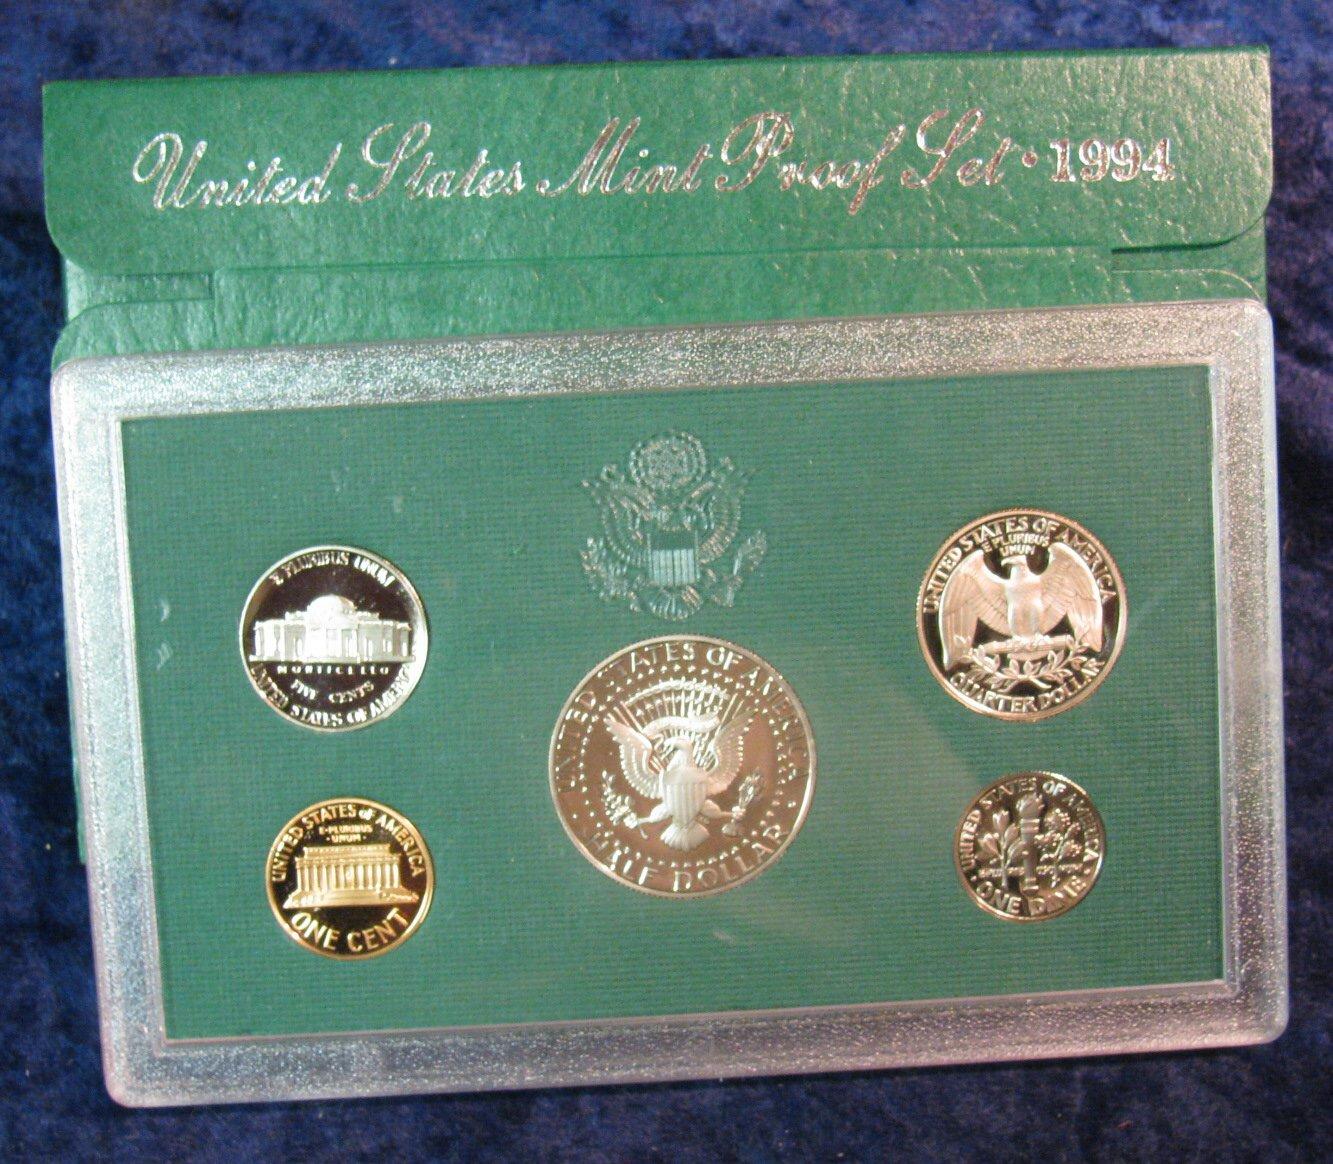 United States Mint Proof Set • 1994
E PLURIBUS UNUM
MONTICELLO
FIVE CENTS
UNITED STATES OF AMERICA
UNITED STATES OF AMERICA
E PLURIBUS
UNUM
QUARTER DOLLAR
UNITED STATES OF AMERICA
HALF DOLLAR
UNITED STATES of AMERICA
E·PLURIBUS
·UNUM·
ONE CENT
UNITED STATES OF AMERICA
ONE DIME